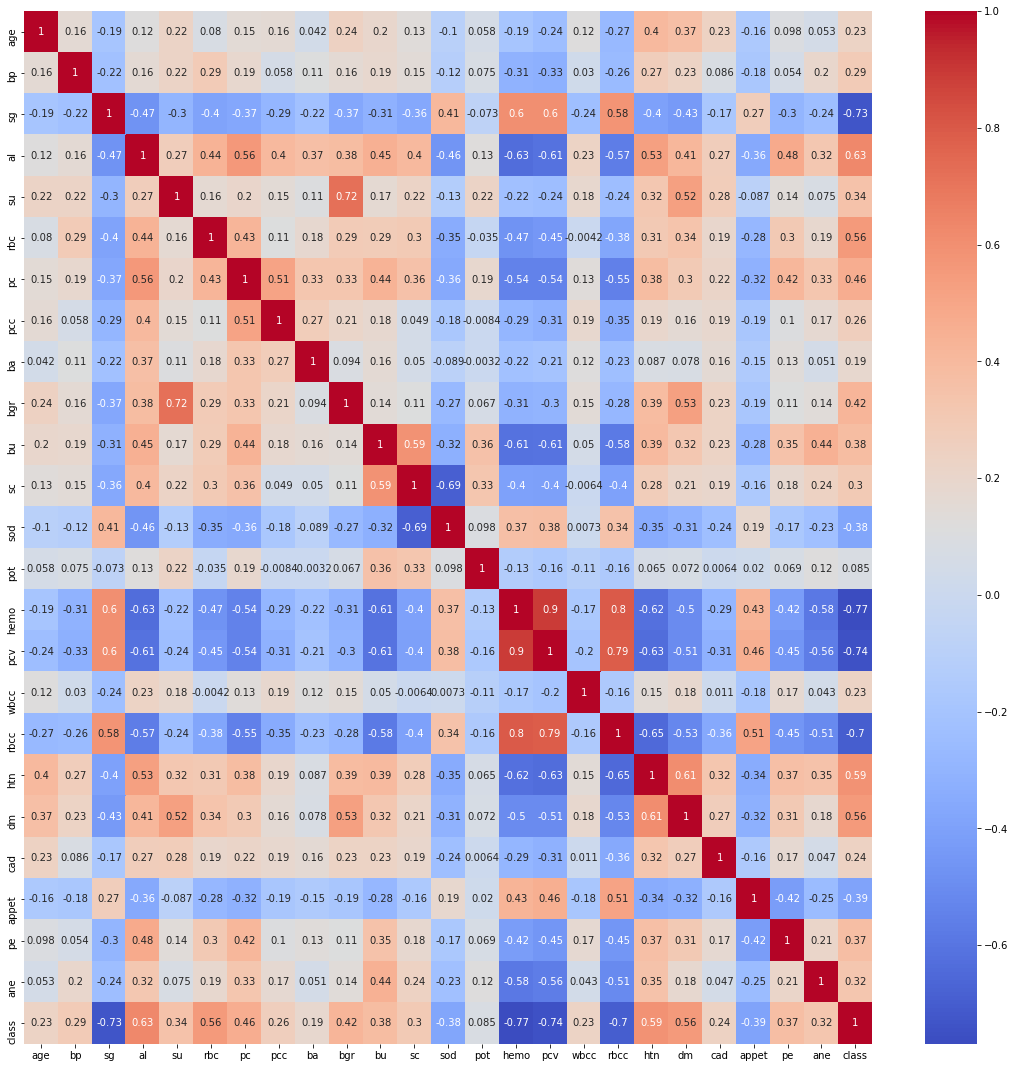 age 1 0.16 -0.19 0.12 0.22 0.08 0.15 0.16 0.042 0.24 0.2 0.13 -0.1 0.058 -0.19 -0.24 0.12 -0.27 0.4 0.37 0.23 -0.16 0.098 0.053 0.23
bp 0.16 1 -0.22 0.16 0.22 0.29 0.19 0.058 0.11 0.16 0.19 0.15 -0.12 0.075 -0.31 -0.33 0.03 -0.26 0.27 0.23 0.086 -0.18 0.054 0.2 0.29
sg -0.19 -0.22 1 -0.47 -0.3 -0.4 -0.37 -0.29 -0.22 -0.37 -0.31 -0.36 0.41 -0.073 0.6 0.6 -0.24 0.58 -0.4 -0.43 -0.17 0.27 -0.3 -0.24 -0.73
al 0.12 0.16 -0.47 1 0.27 0.44 0.56 0.4 0.37 0.38 0.45 0.4 -0.46 0.13 -0.63 -0.61 0.23 -0.57 0.53 0.41 0.27 -0.36 0.48 0.32 0.63
su 0.22 0.22 -0.3 0.27 1 0.16 0.2 0.15 0.11 0.72 0.17 0.22 -0.13 0.22 -0.22 -0.24 0.18 -0.24 0.32 0.52 0.28 -0.087 0.14 0.075 0.34
rbc 0.08 0.29 -0.4 0.44 0.16 1 0.43 0.11 0.18 0.29 0.29 0.3 -0.35 -0.035 -0.47 -0.45 -0.0042 -0.38 0.31 0.34 0.19 -0.28 0.3 0.19 0.56
pc 0.15 0.19 -0.37 0.56 0.2 0.43 1 0.51 0.33 0.33 0.44 0.36 -0.36 0.19 -0.54 -0.54 0.13 -0.55 0.38 0.3 0.22 -0.32 0.42 0.33 0.46
pcc 0.16 0.058 -0.29 0.4 0.15 0.11 0.51 1 0.27 0.21 0.18 0.049 -0.18 -0.0084 -0.29 -0.31 0.19 -0.35 0.19 0.16 0.19 -0.19 0.1 0.17 0.26
ba 0.042 0.11 -0.22 0.37 0.11 0.18 0.33 0.27 1 0.094 0.16 0.05 -0.089 -0.0032 -0.22 -0.21 0.12 -0.23 0.087 0.078 0.16 -0.15 0.13 0.051 0.19
bgr 0.24 0.16 -0.37 0.38 0.72 0.29 0.33 0.21 0.094 1 0.14 0.11 -0.27 0.067 -0.31 -0.3 0.15 -0.28 0.39 0.53 0.23 -0.19 0.11 0.14 0.42
bu 0.2 0.19 -0.31 0.45 0.17 0.29 0.44 0.18 0.16 0.14 1 0.59 -0.32 0.36 -0.61 -0.61 0.05 -0.58 0.39 0.32 0.23 -0.28 0.35 0.44 0.38
sc 0.13 0.15 -0.36 0.4 0.22 0.3 0.36 0.049 0.05 0.11 0.59 1 -0.69 0.33 -0.4 -0.4 -0.0064 -0.4 0.28 0.21 0.19 -0.16 0.18 0.24 0.3
sod -0.1 -0.12 0.41 -0.46 -0.13 -0.35 -0.36 -0.18 -0.089 -0.27 -0.32 -0.69 1 0.098 0.37 0.38 0.0073 0.34 -0.35 -0.31 -0.24 0.19 -0.17 -0.23 -0.38
pot 0.058 0.075 -0.073 0.13 0.22 -0.035 0.19 -0.0084 -0.0032 0.067 0.36 0.33 0.098 1 -0.13 -0.16 -0.11 -0.16 0.065 0.072 0.0064 0.02 0.069 0.12 0.085
hemo -0.19 -0.31 0.6 -0.63 -0.22 -0.47 -0.54 -0.29 -0.22 -0.31 -0.61 -0.4 0.37 -0.13 1 0.9 -0.17 0.8 -0.62 -0.5 -0.29 0.43 -0.42 -0.58 -0.77
pcv -0.24 -0.33 0.6 -0.61 -0.24 -0.45 -0.54 -0.31 -0.21 -0.3 -0.61 -0.4 0.38 -0.16 0.9 1 -0.2 0.79 -0.63 -0.51 -0.31 0.46 -0.45 -0.56 -0.74
wbcc 0.12 0.03 -0.24 0.23 0.18 -0.0042 0.13 0.19 0.12 0.15 0.05 -0.0064 0.0073 -0.11 -0.17 -0.2 1 -0.16 0.15 0.18 0.011 -0.18 0.17 0.043 0.23
rbcc -0.27 -0.26 0.58 -0.57 -0.24 -0.38 -0.55 -0.35 -0.23 -0.28 -0.58 -0.4 0.34 -0.16 0.8 0.79 -0.16 1 -0.65 -0.53 -0.36 0.51 -0.45 -0.51 -0.7
htn 0.4 0.27 -0.4 0.53 0.32 0.31 0.38 0.19 0.087 0.39 0.39 0.28 -0.35 0.065 -0.62 -0.63 0.15 -0.65 1 0.61 0.32 -0.34 0.37 0.35 0.59
dm 0.37 0.23 -0.43 0.41 0.52 0.34 0.3 0.16 0.078 0.53 0.32 0.21 -0.31 0.072 -0.5 -0.51 0.18 -0.53 0.61 1 0.27 -0.32 0.31 0.18 0.56
cad 0.23 0.086 -0.17 0.27 0.28 0.19 0.22 0.19 0.16 0.23 0.23 0.19 -0.24 0.0064 -0.29 -0.31 0.011 -0.36 0.32 0.27 1 -0.16 0.17 0.047 0.24
appet -0.16 -0.18 0.27 -0.36 -0.087 -0.28 -0.32 -0.19 -0.15 -0.19 -0.28 -0.16 0.19 0.02 0.43 0.46 -0.18 0.51 -0.34 -0.32 -0.16 1 -0.42 -0.25 -0.39
pe 0.098 0.054 -0.3 0.48 0.14 0.3 0.42 0.1 0.13 0.11 0.35 0.18 -0.17 0.069 -0.42 -0.45 0.17 -0.45 0.37 0.31 0.17 -0.42 1 0.21 0.37
ane 0.053 0.2 -0.24 0.32 0.075 0.19 0.33 0.17 0.051 0.14 0.44 0.24 -0.23 0.12 -0.58 -0.56 0.043 -0.51 0.35 0.18 0.047 -0.25 0.21 1 0.32
class 0.23 0.29 -0.73 0.63 0.34 0.56 0.46 0.26 0.19 0.42 0.38 0.3 -0.38 0.085 -0.77 -0.74 0.23 -0.7 0.59 0.56 0.24 -0.39 0.37 0.32 1
age bp sg al su rbc pc pcc ba bgr bu sc sod pot hemo pcv wbcc rbcc htn dm cad appet pe ane class
1.0
0.8
0.6
0.4
0.2
0.0
−0.2
−0.4
−0.6